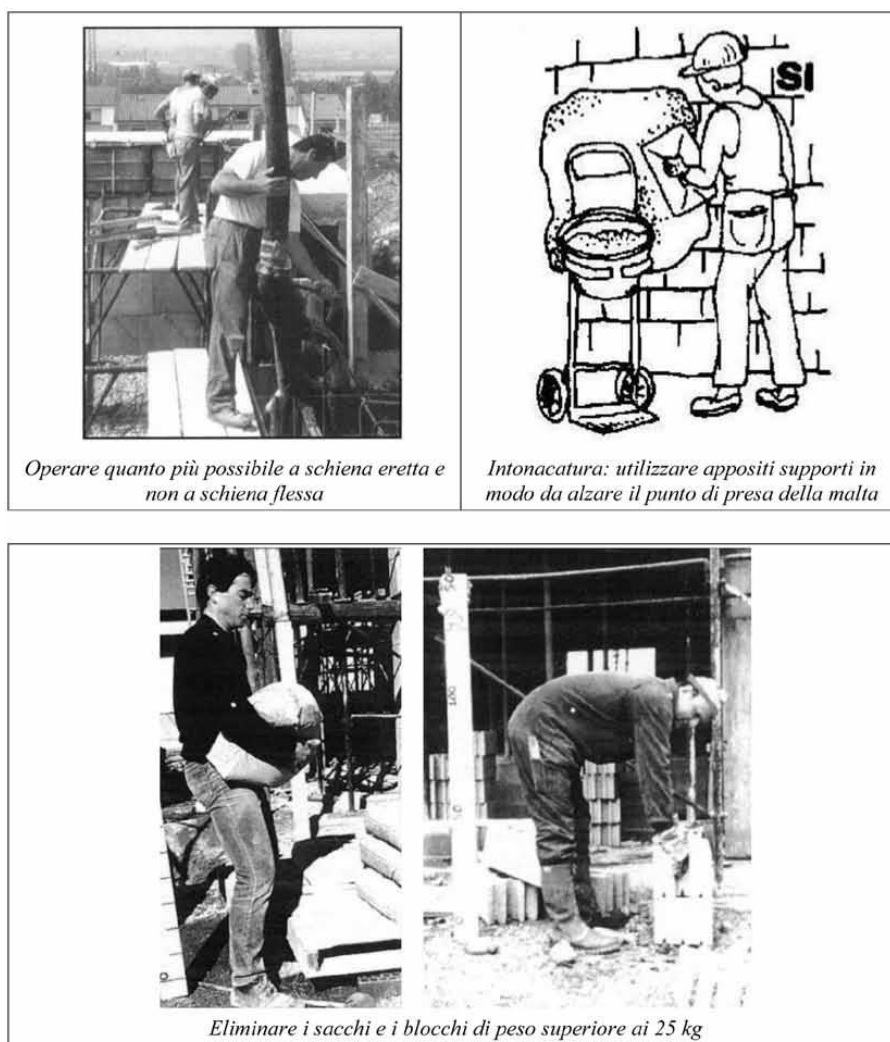 SI
Operare quanto più possibile a schiena eretta e
non a schiena flessa
Intonacatura: utilizzare appositi supporti in
modo da alzare il punto di presa della malta
Eliminare i sacchi e i blocchi di peso superiore ai 25 kg